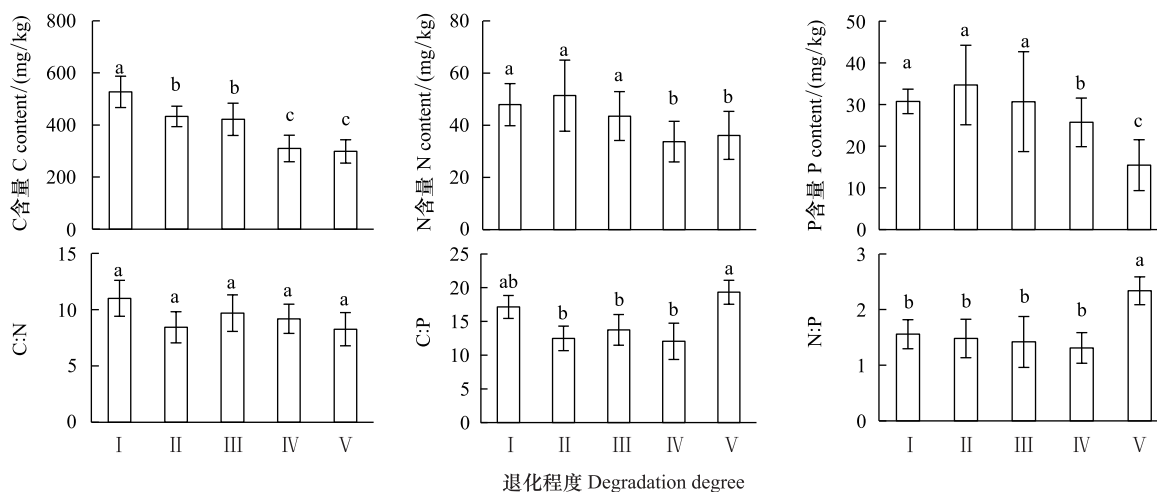 C含量 C content/(mg/kg)
800
600
400
200
0
a
b
b
c
c
N含量 N content/(mg/kg)
80
60
40
20
0
a
a
a
b
b
P含量 P content/(mg/kg)
50
40
30
20
10
0
a
a
a
b
c
C:N
15
10
5
0
a
a
a
a
a
I II III IV V
C:P
25
20
15
10
5
0
ab
b
b
b
a
I II III IV V
N:P
3
2
1
0
b
b
b
b
a
I II III IV V
退化程度 Degradation degree